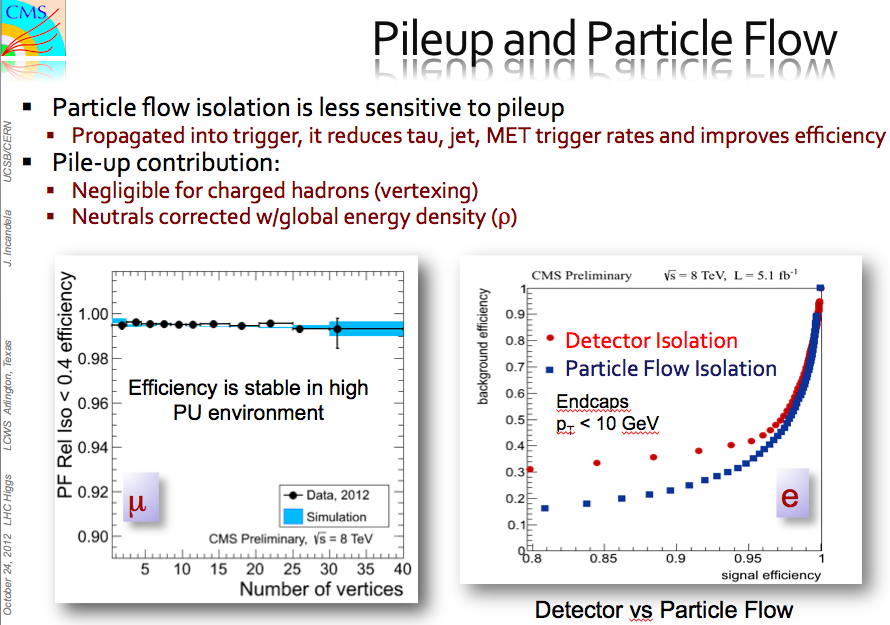 CMS
Pileup and Particle Flow
▪ Particle flow isolation is less sensitive to pileup
▪ Propagated into trigger, it reduces tau, jet, MET trigger rates and improves efficiency
▪ Pile-up contribution:
▪ Negligible for charged hadrons (vertexing)
▪ Neutrals corrected w/global energy density (ρ)
October 24, 2012 LHC Higgs LCWS Arlington, Texas J. Incandela UCSB/CERN
PF Rel Iso < 0.4 efficiency
1.00
0.98
0.96
0.94
0.92
0.90
Efficiency is stable in high
PU environment
μ
Data, 2012
Simulation
CMS Preliminary, √s = 8 TeV
5 10 15 20 25 30 35 40
Number of vertices
CMS Preliminary √s = 8 TeV, L = 5.1 fb⁻¹
background efficiency
1
0.9
0.8
0.7
0.6
0.5
0.4
0.3
0.2
0.1
0
Detector Isolation
Particle Flow Isolation
Endcaps
pT < 10 GeV
e
0.8 0.85 0.9 0.95 1
signal efficiency
Detector vs Particle Flow